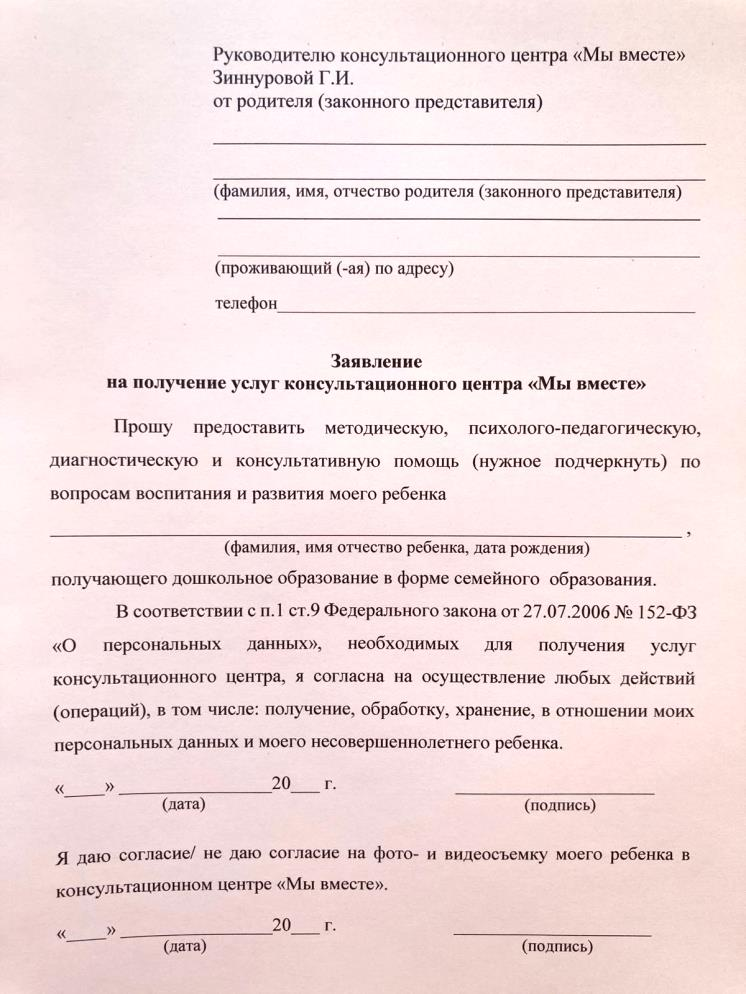 Руководителю консультационного центра «Мы вместе»
Зиннуровой Г.И.
от родителя (законного представителя)
(фамилия, имя, отчество родителя (законного представителя)
(проживающий (-ая) по адресу)
телефон_______________
Заявление
на получение услуг консультационного центра «Мы вместе»
Прошу предоставить методическую, психолого-педагогическую,
диагностическую и консультативную помощь (нужное подчеркнуть) по
вопросам воспитания и развития моего ребенка
_______________ ,
(фамилия, имя отчество ребенка, дата рождения)
получающего дошкольное образование в форме семейного образования.
В соответствии с п.1 ст.9 Федерального закона от 27.07.2006 № 152-ФЗ
«О персональных данных», необходимых для получения услуг
консультационного центра, я согласна на осуществление любых действий
(операций), в том числе: получение, обработку, хранение, в отношении моих
персональных данных и моего несовершеннолетнего ребенка.
«____» _______________20___ г. _______________
(дата) (подпись)
Я даю согласие/ не даю согласие на фото- и видеосъемку моего ребенка в
консультационном центре «Мы вместе».
«____» _______________20___ г. _______________
(дата) (подпись)